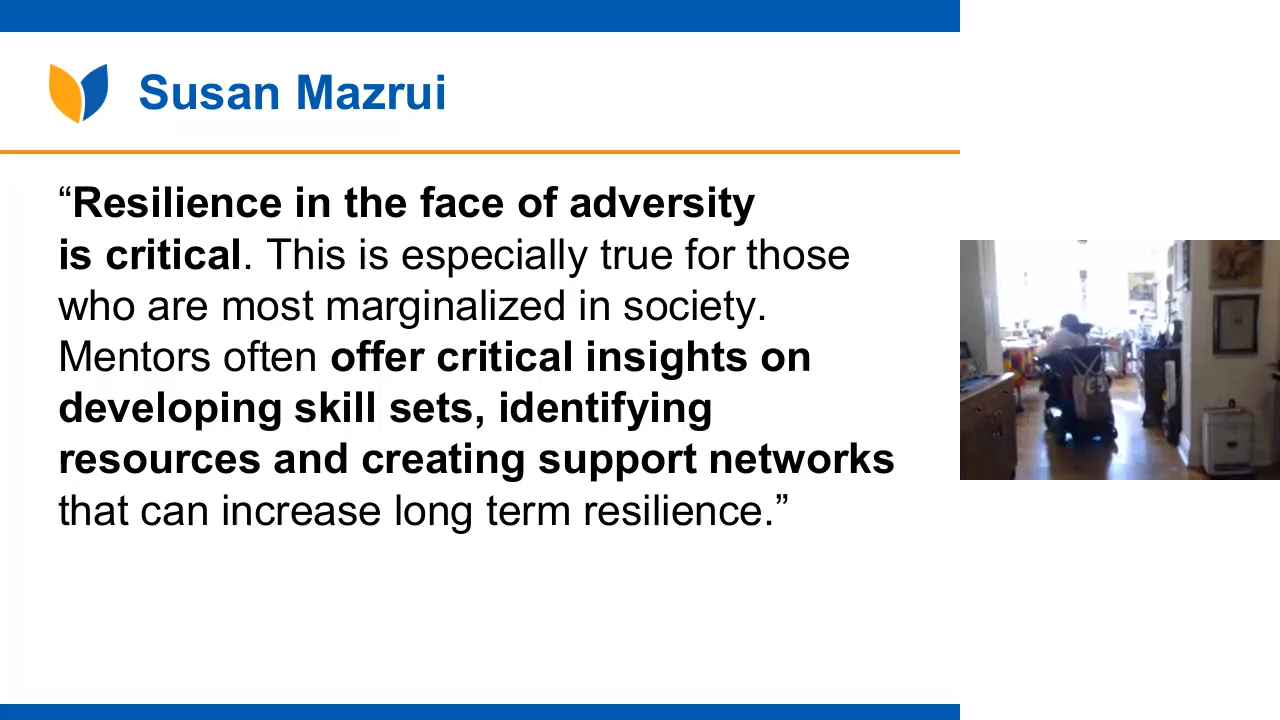 Susan Mazrui
“Resilience in the face of adversity
is critical. This is especially true for those
who are most marginalized in society.
Mentors often offer critical insights on
developing skill sets, identifying
resources and creating support networks
that can increase long term resilience.”